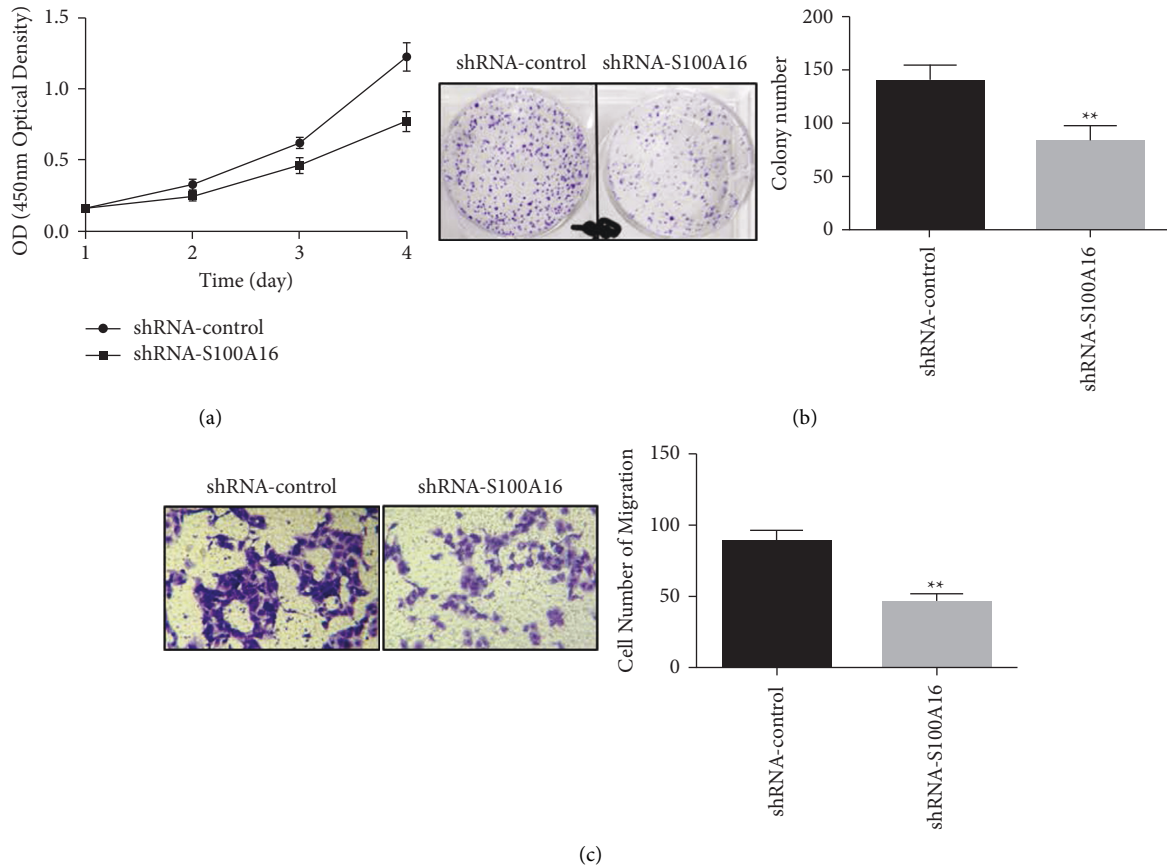 OD (450nm Optical Density)
1.5
1.0
0.5
0.0
1
2
3
4
Time (day)
shRNA-control
shRNA-S100A16
(a)
shRNA-control
shRNA-S100A16
Colony number
200
150
100
50
0
**
shRNA-control
shRNA-S100A16
(b)
shRNA-control
shRNA-S100A16
Cell Number of Migration
150
100
50
0
**
shRNA-control
shRNA-S100A16
(c)